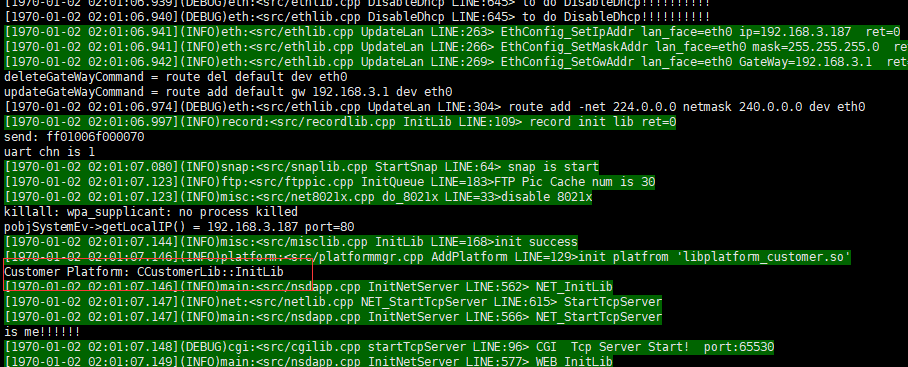 [1970-01-02 02:01:06.939](DEBUG)eth:<src/ethlib.cpp DisableDhcp LINE:645> to do DisableDhcp!!!!!!!!!!
[1970-01-02 02:01:06.940](DEBUG)eth:<src/ethlib.cpp DisableDhcp LINE:645> to do DisableDhcp!!!!!!!!!!
[1970-01-02 02:01:06.941](INFO)eth:<src/ethlib.cpp UpdateLan LINE:263> EthConfig_SetIpAddr lan_face=eth0 ip=192.168.3.187  ret=0
[1970-01-02 02:01:06.941](INFO)eth:<src/ethlib.cpp UpdateLan LINE:266> EthConfig_SetMaskAddr lan_face=eth0 mask=255.255.255.0  re
[1970-01-02 02:01:06.942](INFO)eth:<src/ethlib.cpp UpdateLan LINE:269> EthConfig_SetGwAddr lan_face=eth0 GateWay=192.168.3.1  ret
deleteGateWayCommand = route del default dev eth0
updateGateWayCommand = route add default gw 192.168.3.1 dev eth0
[1970-01-02 02:01:06.974](DEBUG)eth:<src/ethlib.cpp UpdateLan LINE:304> route add -net 224.0.0.0 netmask 240.0.0.0 dev eth0
[1970-01-02 02:01:06.997](INFO)record:<src/recordlib.cpp InitLib LINE:109> record init lib ret=0
send: ff01006f000070
uart chn is 1
[1970-01-02 02:01:07.080](INFO)snap:<src/snaplib.cpp StartSnap LINE:64> snap is start
[1970-01-02 02:01:07.123](INFO)ftp:<src/ftppic.cpp InitQueue LINE=183>FTP Pic Cache num is 30
[1970-01-02 02:01:07.123](INFO)misc:<src/net8021x.cpp do_8021x LINE=33>disable 8021x
killall: wpa_supplicant: no process killed
pobjSystemEv->getLocalIP() = 192.168.3.187 port=80
[1970-01-02 02:01:07.144](INFO)misc:<src/misclib.cpp InitLib LINE=168>init success
[1970-01-02 02:01:07.146](INFO)platform:<src/platformmgr.cpp AddPlatform LINE=129>init platfrom 'libplatform_customer.so'
Customer Platform: CCustomerLib::InitLib
[1970-01-02 02:01:07.146](INFO)main:<src/nsdapp.cpp InitNetServer LINE:562> NET_InitLib
[1970-01-02 02:01:07.147](INFO)net:<src/netlib.cpp NET_StartTcpServer LINE:615> StartTcpServer
[1970-01-02 02:01:07.147](INFO)main:<src/nsdapp.cpp InitNetServer LINE:566> NET_StartTcpServer
is me!!!!!!
[1970-01-02 02:01:07.148](DEBUG)cgi:<src/cgilib.cpp startTcpServer LINE:96> CGI  Tcp Server Start!  port:65530
[1970-01-02 02:01:07.149](INFO)main:<src/nsdapp.cpp InitNetServer LINE:577> WEB InitLib